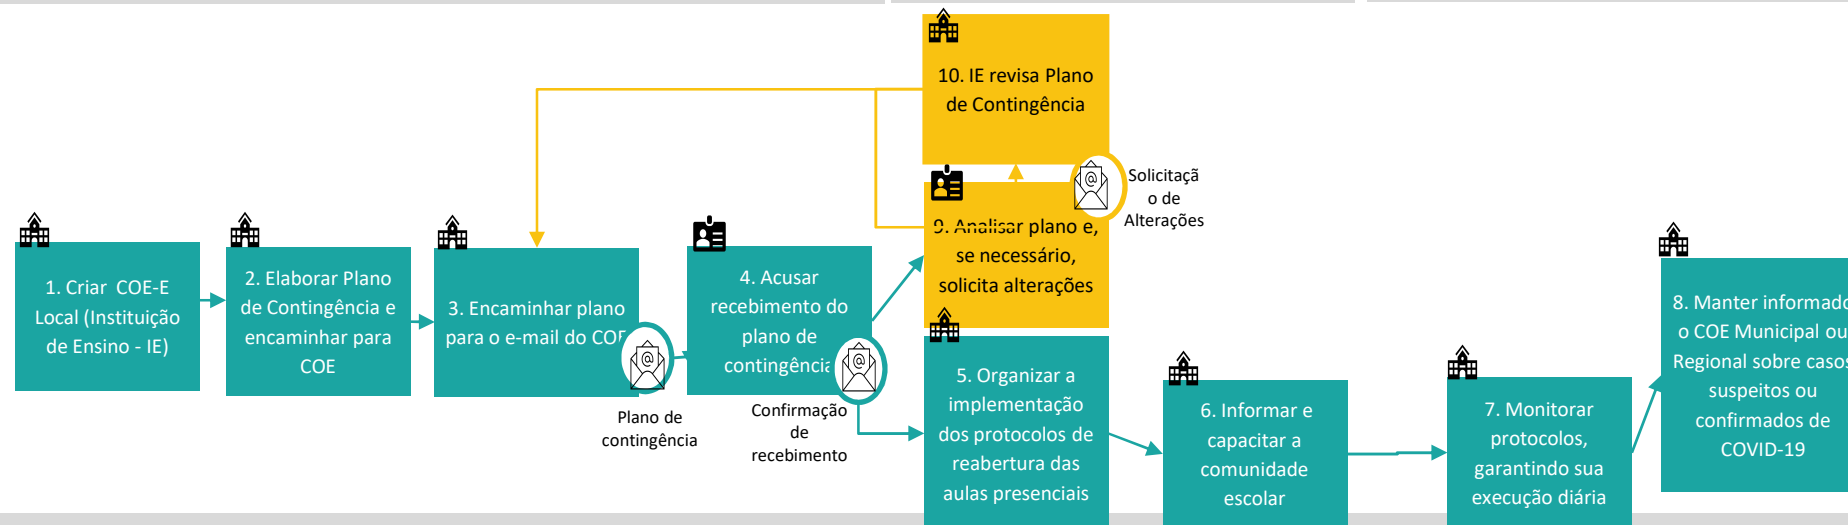 10. IE revisa Plano
de Contingência
Solicitaçã
o de
Alterações
9. Analisar plano e,
se necessário,
solicita alterações
1. Criar COE-E
Local (Instituição
de Ensino - IE)
2. Elaborar Plano
de Contingência e
encaminhar para
COE
3. Encaminhar plano
para o e-mail do COE
Plano de
contingência
4. Acusar
recebimento do
plano de
contingência
Confirmação
de
recebimento
5. Organizar a
implementação
dos protocolos de
reabertura das
aulas presenciais
6. Informar e
capacitar a
comunidade
escolar
7. Monitorar
protocolos,
garantindo sua
execução diária
8. Manter informado
o COE Municipal ou
Regional sobre casos
suspeitos ou
confirmados de
COVID-19